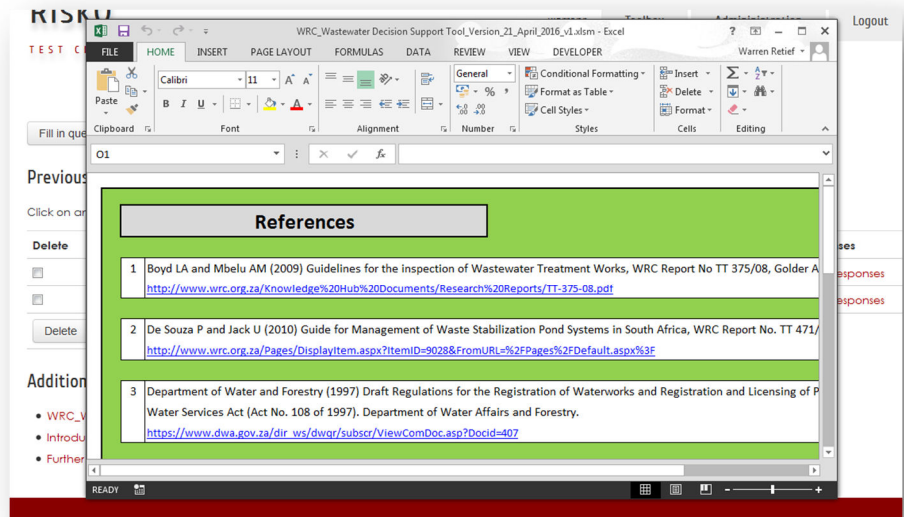 RISKQ
Toolbox
Administration
Logout
TEST C
WRC_Wastewater Decision Support Tool_Version_21_April_2016_v1.xlsm - Excel
FILE HOME INSERT PAGE LAYOUT FORMULAS DATA REVIEW VIEW DEVELOPER Warren Retief
Paste
Calibri 11
B I U
General
% ,
Conditional Formatting
Format as Table
Cell Styles
Insert
Delete
Format
Clipboard Font Alignment Number Styles Cells Editing
O1
fx
Fill in que
Previous
Click on an
Delete
ses
esponses
esponses
Delete
References
1 Boyd LA and Mbelu AM (2009) Guidelines for the inspection of Wastewater Treatment Works, WRC Report No TT 375/08, Golder A
http://www.wrc.org.za/Knowledge%20Hub%20Documents/Research%20Reports/TT-375-08.pdf
2 De Souza P and Jack U (2010) Guide for Management of Waste Stabilization Pond Systems in South Africa, WRC Report No. TT 471/
http://www.wrc.org.za/Pages/DisplayItem.aspx?ItemID=9028&FromURL=%2FPages%2FDefault.aspx%3F
3 Department of Water and Forestry (1997) Draft Regulations for the Registration of Waterworks and Registration and Licensing of P
Water Services Act (Act No. 108 of 1997). Department of Water Affairs and Forestry.
https://www.dwa.gov.za/dir_ws/dwqr/subscr/ViewComDoc.asp?Docid=407
Addition
WRC_W
Introdu
Further
READY